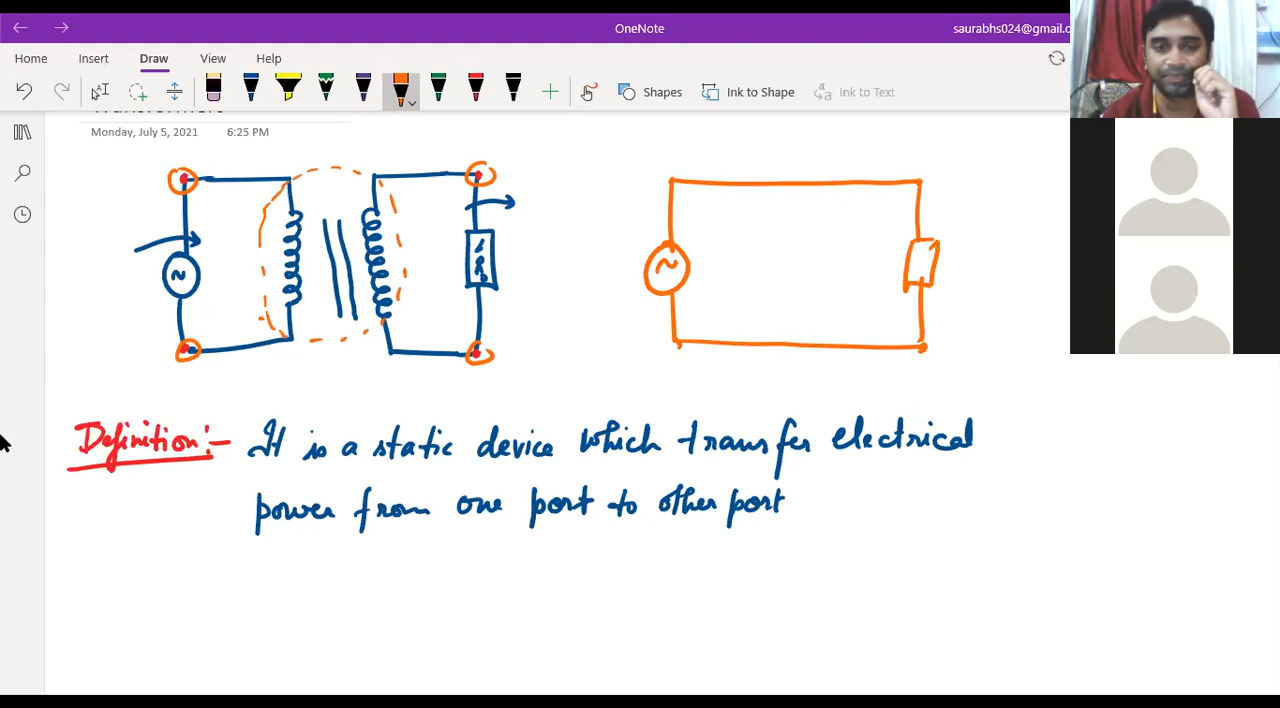 OneNote
saurabhs024@gmail.c
Home Insert Draw View Help
Shapes Ink to Shape Ink to Text
Transformers
Monday, July 5, 2021 6:25 PM
Definition:- It is a static device which transfer electrical
power from one port to other port